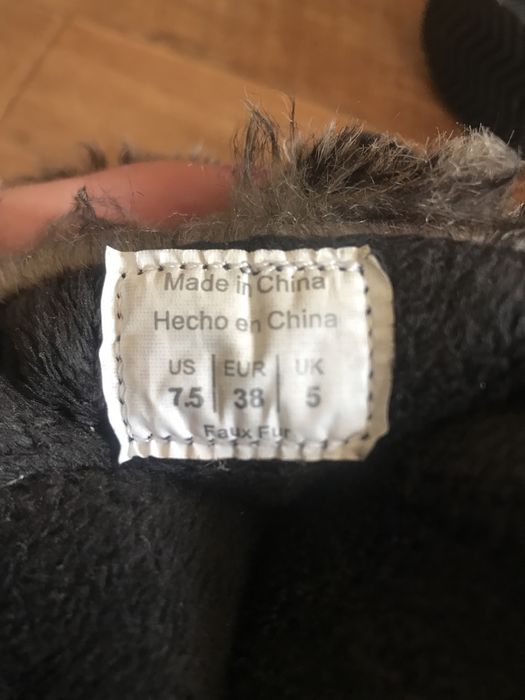 Made in China
Hecho en China
US | EUR | UK
7.5 | 38 | 5
Faux Fur